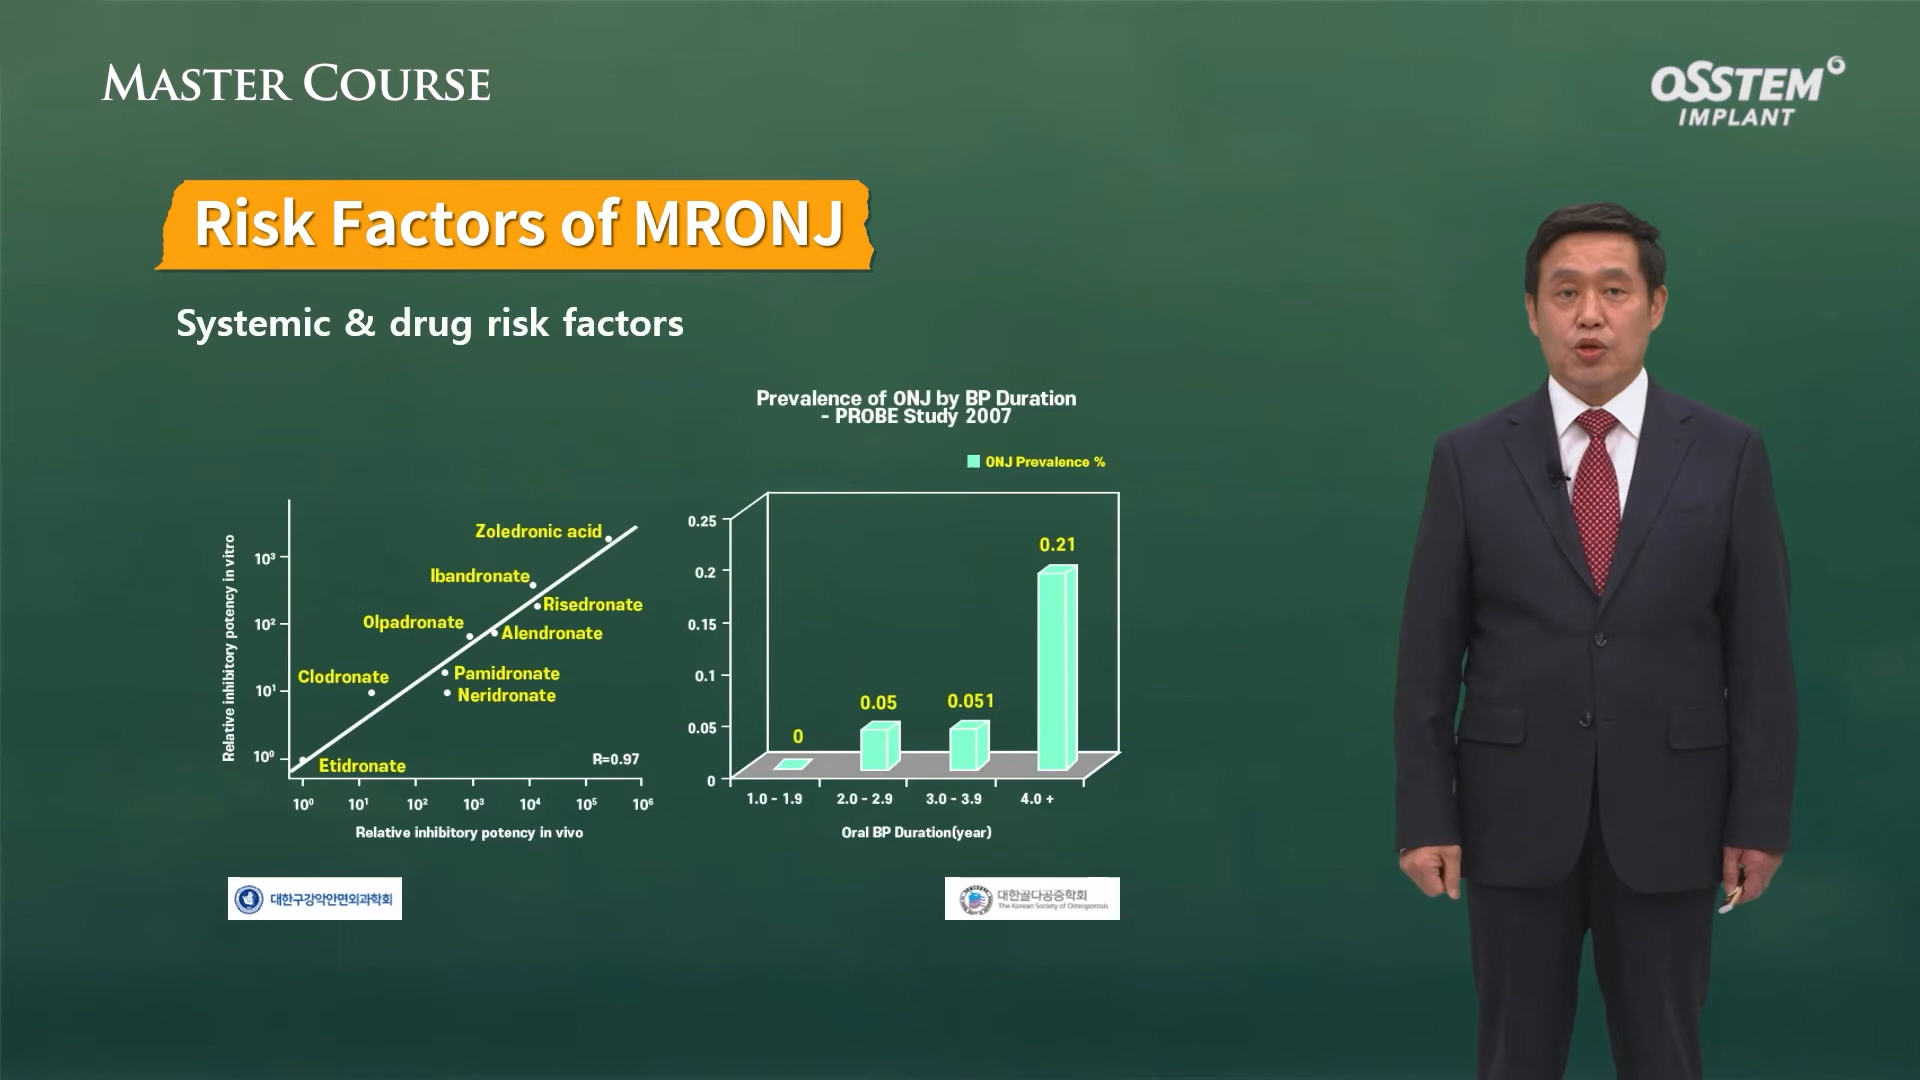 MASTER COURSE
OSSTEM
IMPLANT
Risk Factors of MRONJ
Systemic & drug risk factors
Relative inhibitory potency in vitro
10³
10²
10¹
10⁰
Zoledronic acid
Ibandronate
Risedronate
Olpadronate
Alendronate
Clodronate
Pamidronate
Neridronate
Etidronate
R=0.97
10⁰ 10¹ 10² 10³ 10⁴ 10⁵ 10⁶
Relative inhibitory potency in vivo
대한구강악안면외과학회
Prevalence of ONJ by BP Duration
- PROBE Study 2007
ONJ Prevalence %
0.25
0.2
0.15
0.1
0.05
0
0
0.05
0.051
0.21
1.0 - 1.9 2.0 - 2.9 3.0 - 3.9 4.0 +
Oral BP Duration(year)
대한골다공증학회
The Korean Society of Osteoporosis